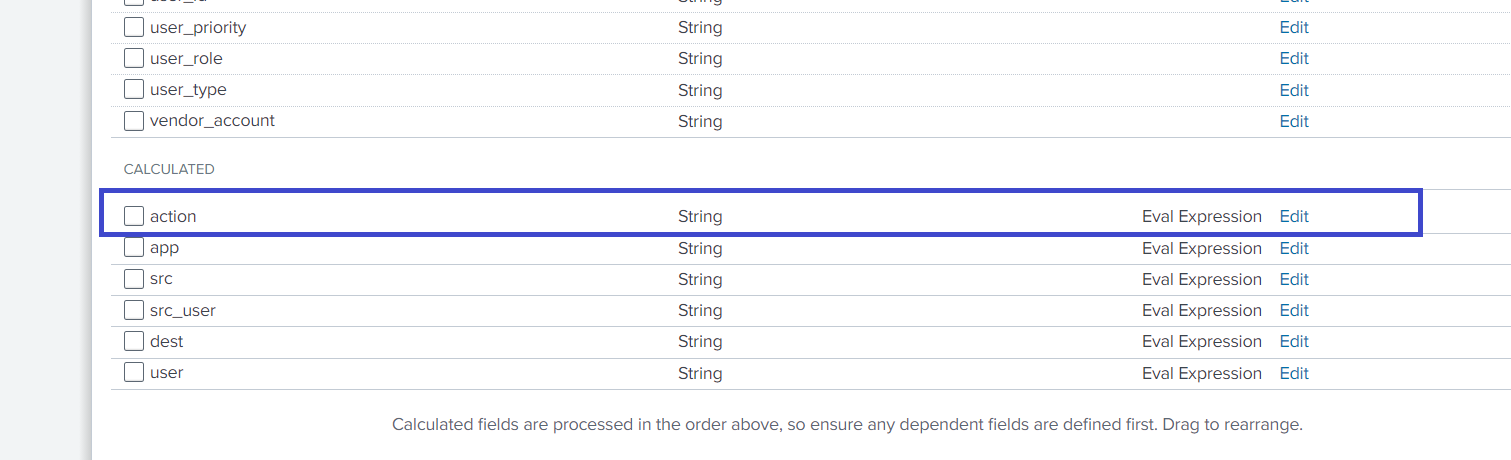 user_priority String Edit
user_role String Edit
user_type String Edit
vendor_account String Edit
CALCULATED
action String Eval Expression Edit
app String Eval Expression Edit
src String Eval Expression Edit
src_user String Eval Expression Edit
dest String Eval Expression Edit
user String Eval Expression Edit
Calculated fields are processed in the order above, so ensure any dependent fields are defined first. Drag to rearrange.